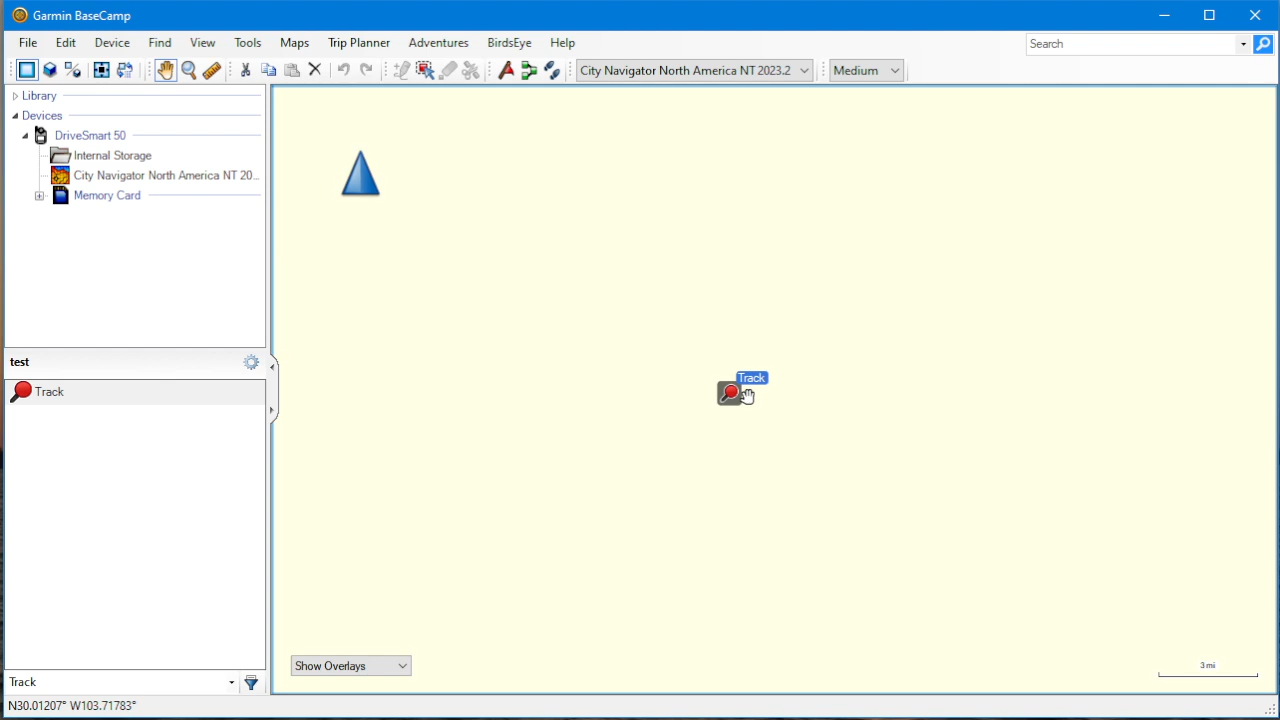 Garmin BaseCamp
File Edit Device Find View Tools Maps Trip Planner Adventures BirdsEye Help
Search
City Navigator North America NT 2023.2
Medium
Library
Devices
DriveSmart 50
Internal Storage
City Navigator North America NT 20...
Memory Card
test
Track
Track
Show Overlays
3 mi
Track
N30.01207° W103.71783°